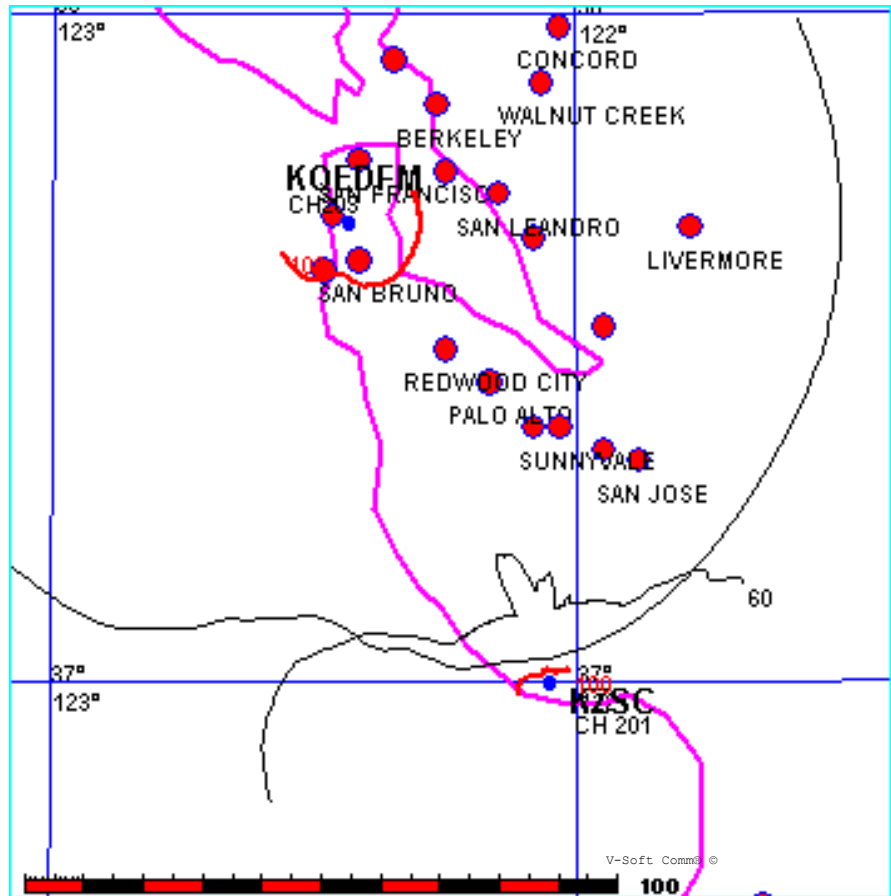 123°
122°
CONCORD
WALNUT CREEK
BERKELEY
KQEDFM
SAN FRANCISCO
CH209
SAN LEANDRO
LIVERMORE
SAN BRUNO
REDWOOD CITY
PALO ALTO
SUNNYVALE
SAN JOSE
60
37°
123°
37°
100
KZSC
CH 201
V-Soft Comm® ©
100